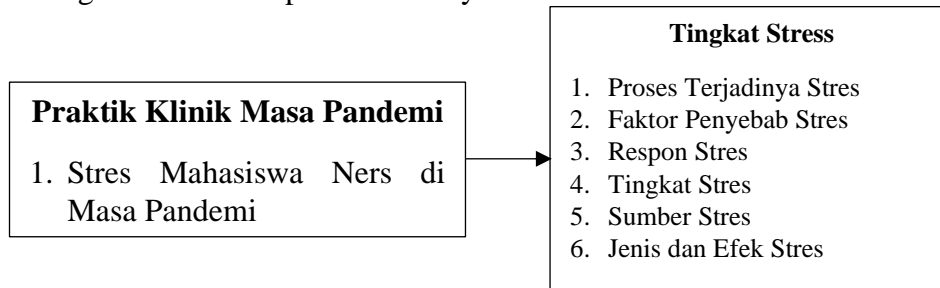 Praktik Klinik Masa Pandemi
1. Stres Mahasiswa Ners di
Masa Pandemi
Tingkat Stress
1. Proses Terjadinya Stres
2. Faktor Penyebab Stres
3. Respon Stres
4. Tingkat Stres
5. Sumber Stres
6. Jenis dan Efek Stres